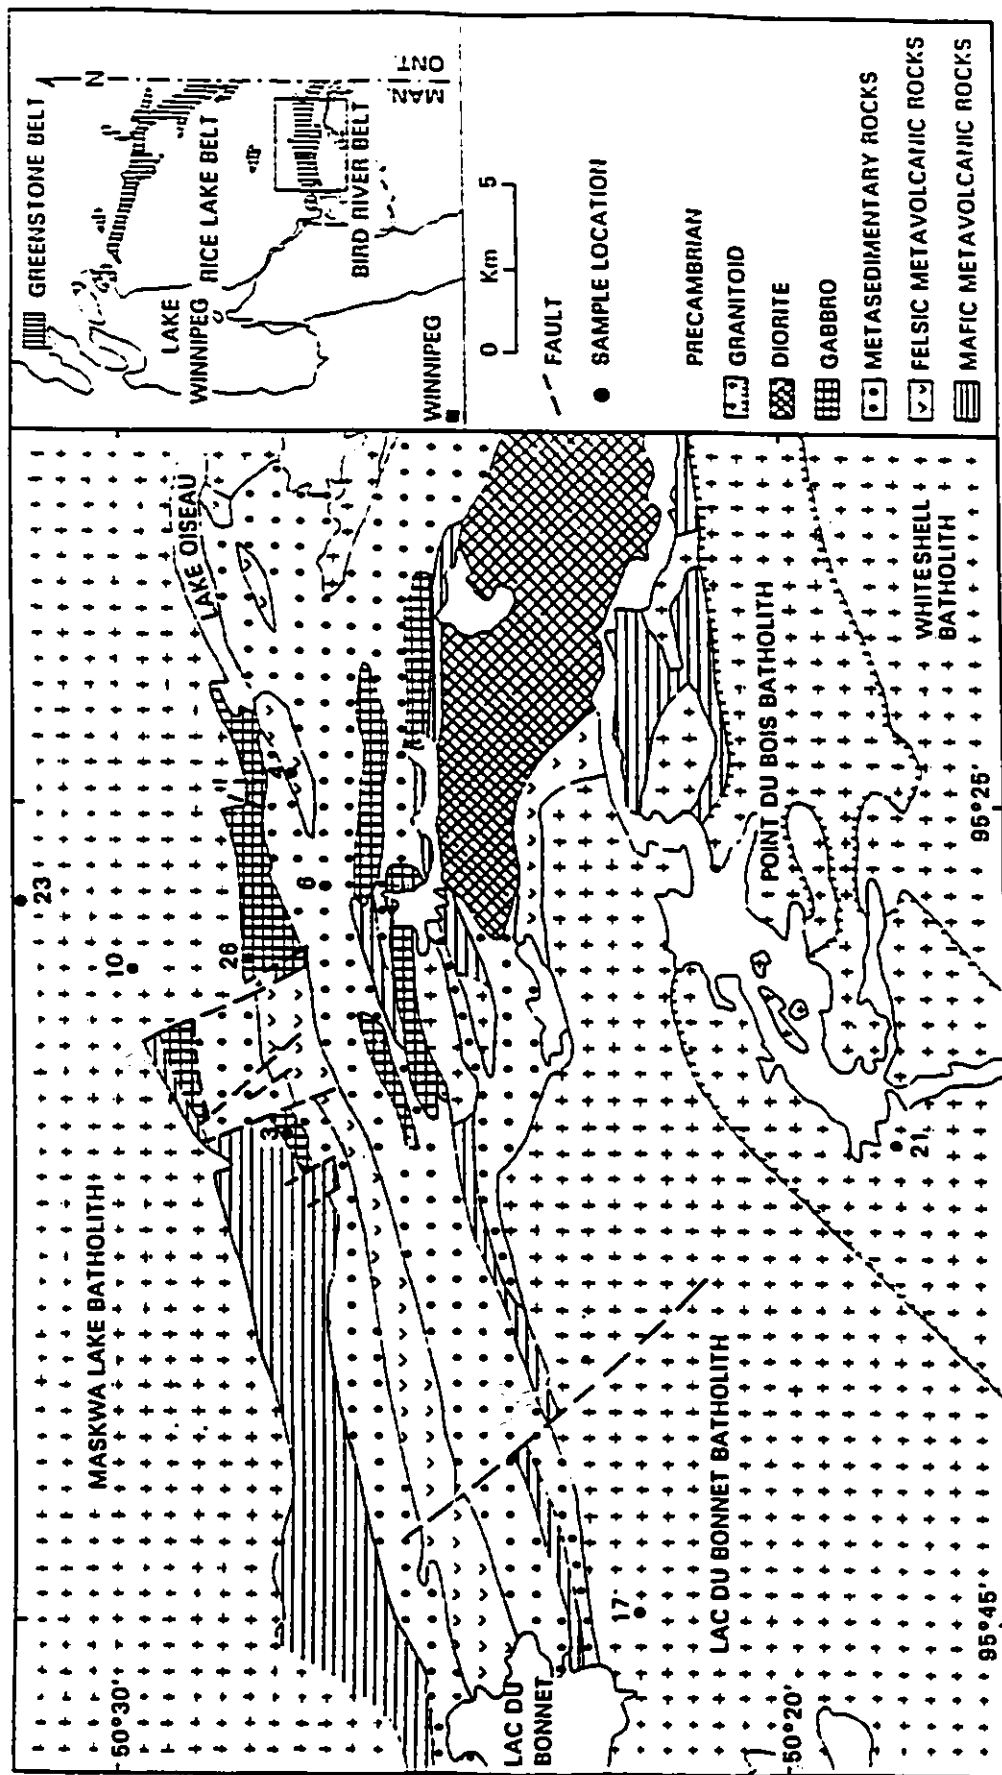 GREENSTONE BELT
N
MAN.
ONT.
LAKE
WINNIPEG
RICE LAKE BELT
BIRD RIVER BELT
WINNIPEG
0
Km
5
FAULT
SAMPLE LOCATION
PRECAMBRIAN
GRANITOID
DIORITE
GABBRO
METASEDIMENTARY ROCKS
FELSIC METAVOLCANIC ROCKS
MAFIC METAVOLCANIC ROCKS
50°30'
MASKWA LAKE BATHOLITH
10
23
LAKE OISEAU
26
3
4
6
LAC DU
BONNET
17
LAC DU BONNET BATHOLITH
POINT DU BOIS BATHOLITH
WHITESHELL
BATHOLITH
21
50°20'
95°45'
95°25'